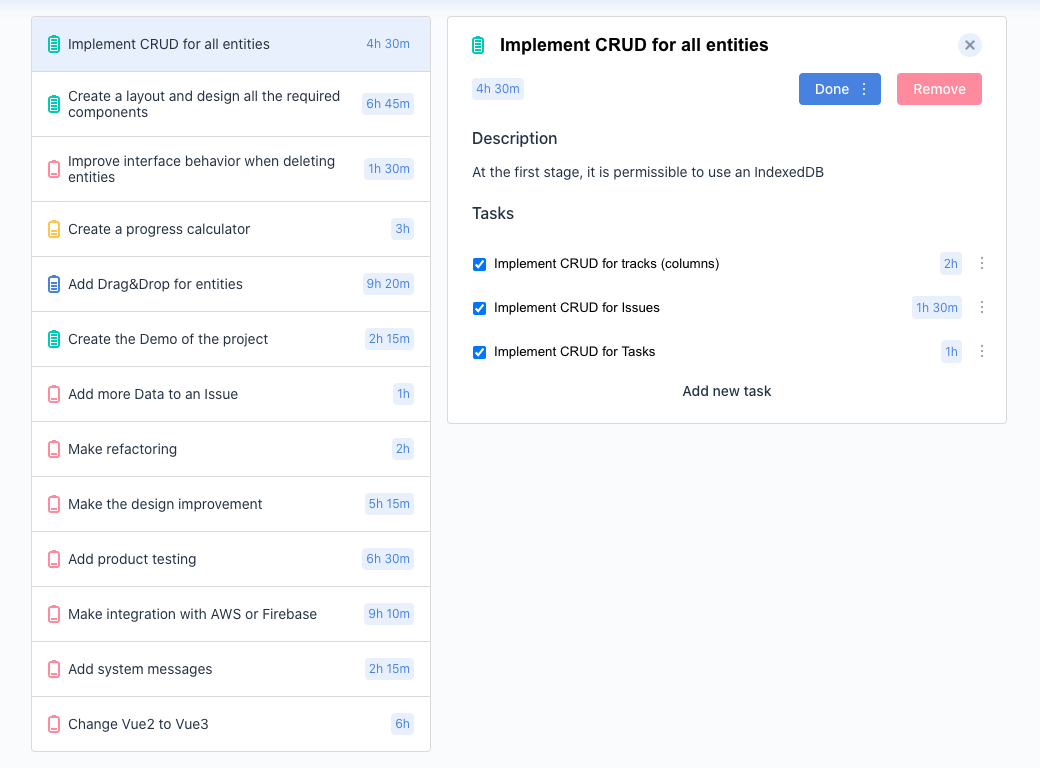 Implement CRUD for all entities 4h 30m
Create a layout and design all the required
components
6h 45m
Improve interface behavior when deleting
entities
1h 30m
Create a progress calculator 3h
Add Drag&Drop for entities 9h 20m
Create the Demo of the project 2h 15m
Add more Data to an Issue 1h
Make refactoring 2h
Make the design improvement 5h 15m
Add product testing 6h 30m
Make integration with AWS or Firebase 9h 10m
Add system messages 2h 15m
Change Vue2 to Vue3 6h
Implement CRUD for all entities
4h 30m Done Remove
Description
At the first stage, it is permissible to use an IndexedDB
Tasks
Implement CRUD for tracks (columns) 2h
Implement CRUD for Issues 1h 30m
Implement CRUD for Tasks 1h
Add new task